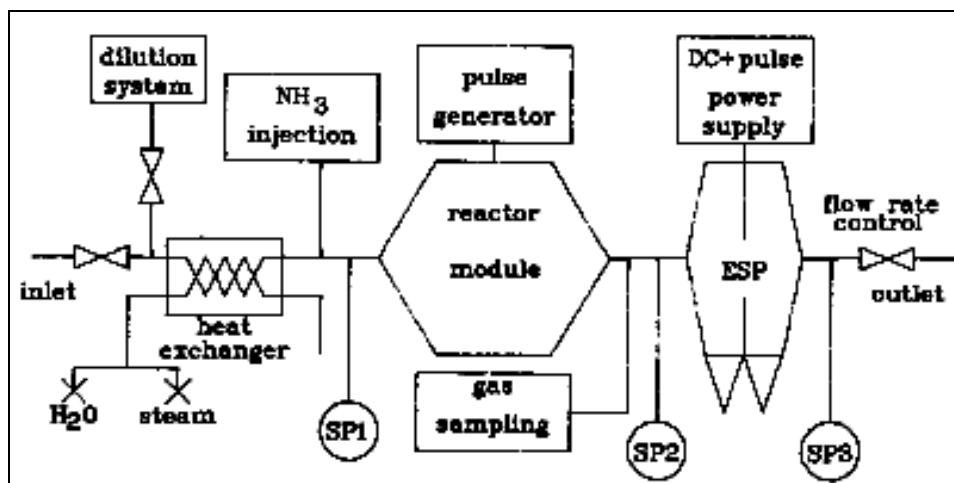 dilution
system
NH3
injection
pulse
generator
DC+pulse
power
supply
reactor
module
flow rate
control
inlet
ESP
outlet
heat
exchanger
gas
sampling
H2O
steam
SP1
SP2
SP3